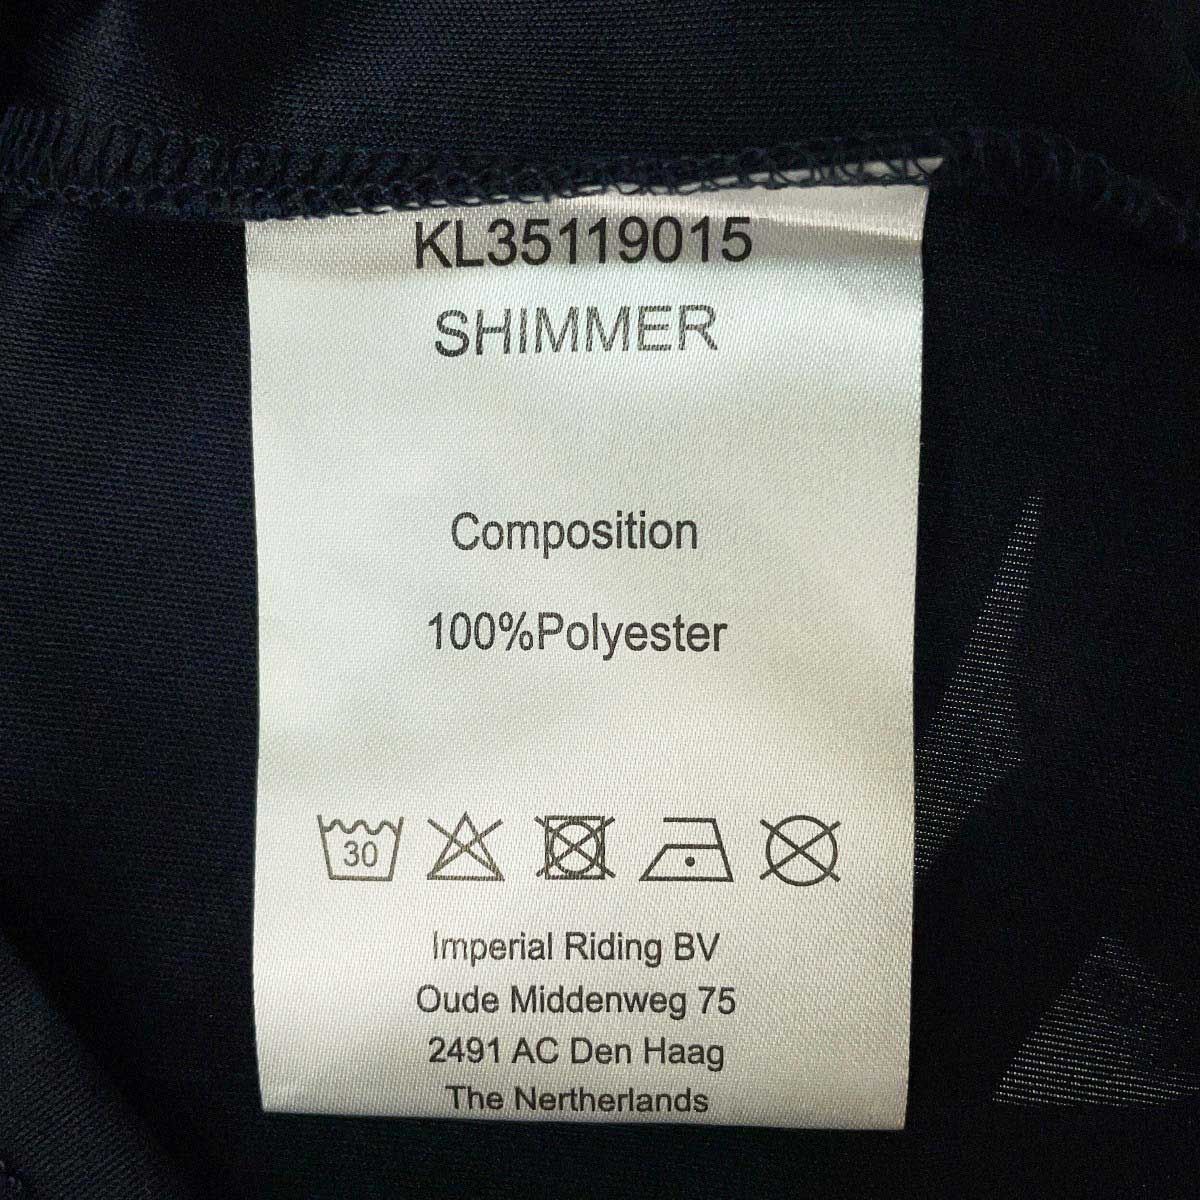 KL35119015
SHIMMER
Composition
100%Polyester
30
Imperial Riding BV
Oude Middenweg 75
2491 AC Den Haag
The Nertherlands